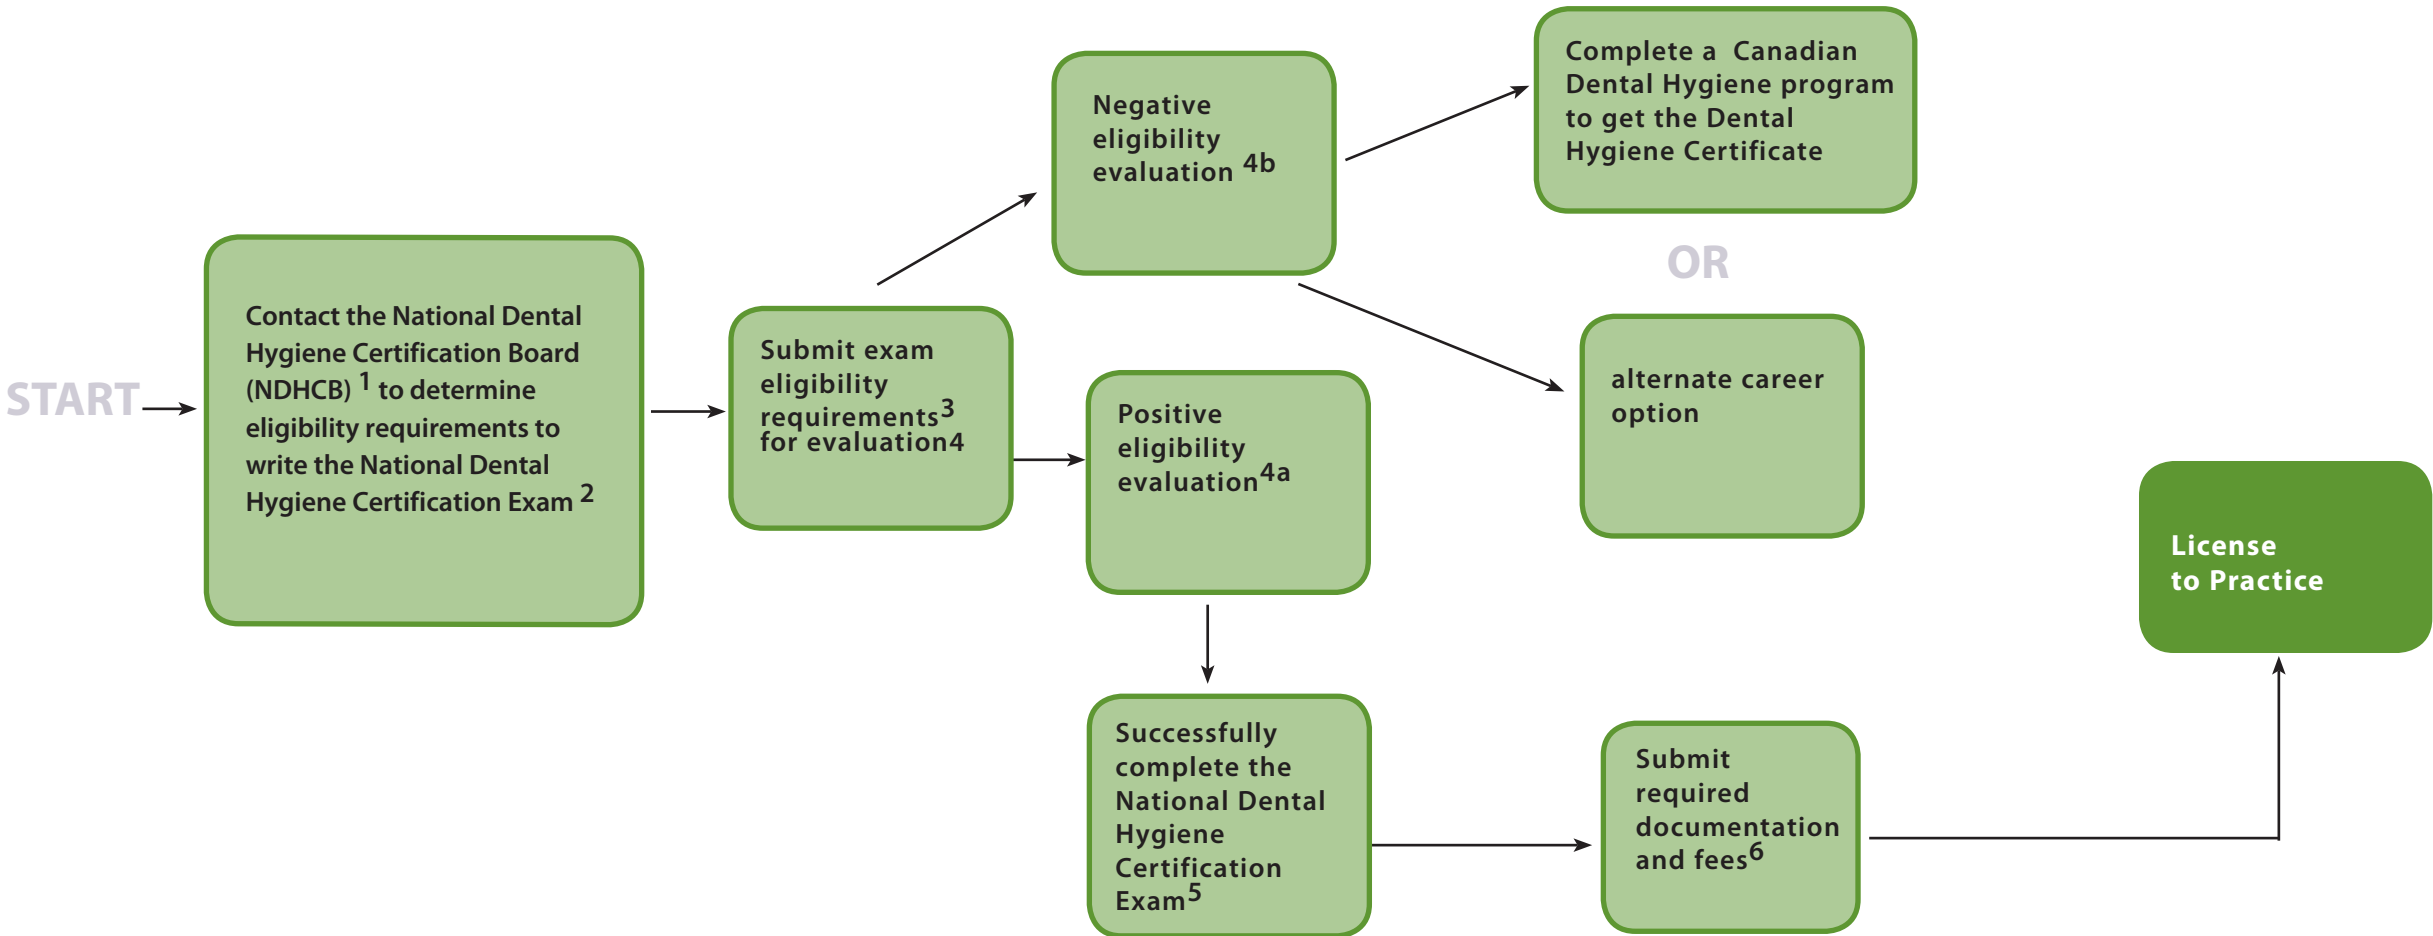 START
Contact the National Dental
Hygiene Certification Board
(NDHCB) 1 to determine
eligibility requirements to
write the National Dental
Hygiene Certification Exam 2
Submit exam
eligibility
requirements3
for evaluation4
Negative
eligibility
evaluation 4b
Complete a Canadian
Dental Hygiene program
to get the Dental
Hygiene Certificate
OR
alternate career
option
Positive
eligibility
evaluation4a
Successfully
complete the
National Dental
Hygiene
Certification
Exam5
Submit
required
documentation
and fees6
License
to Practice